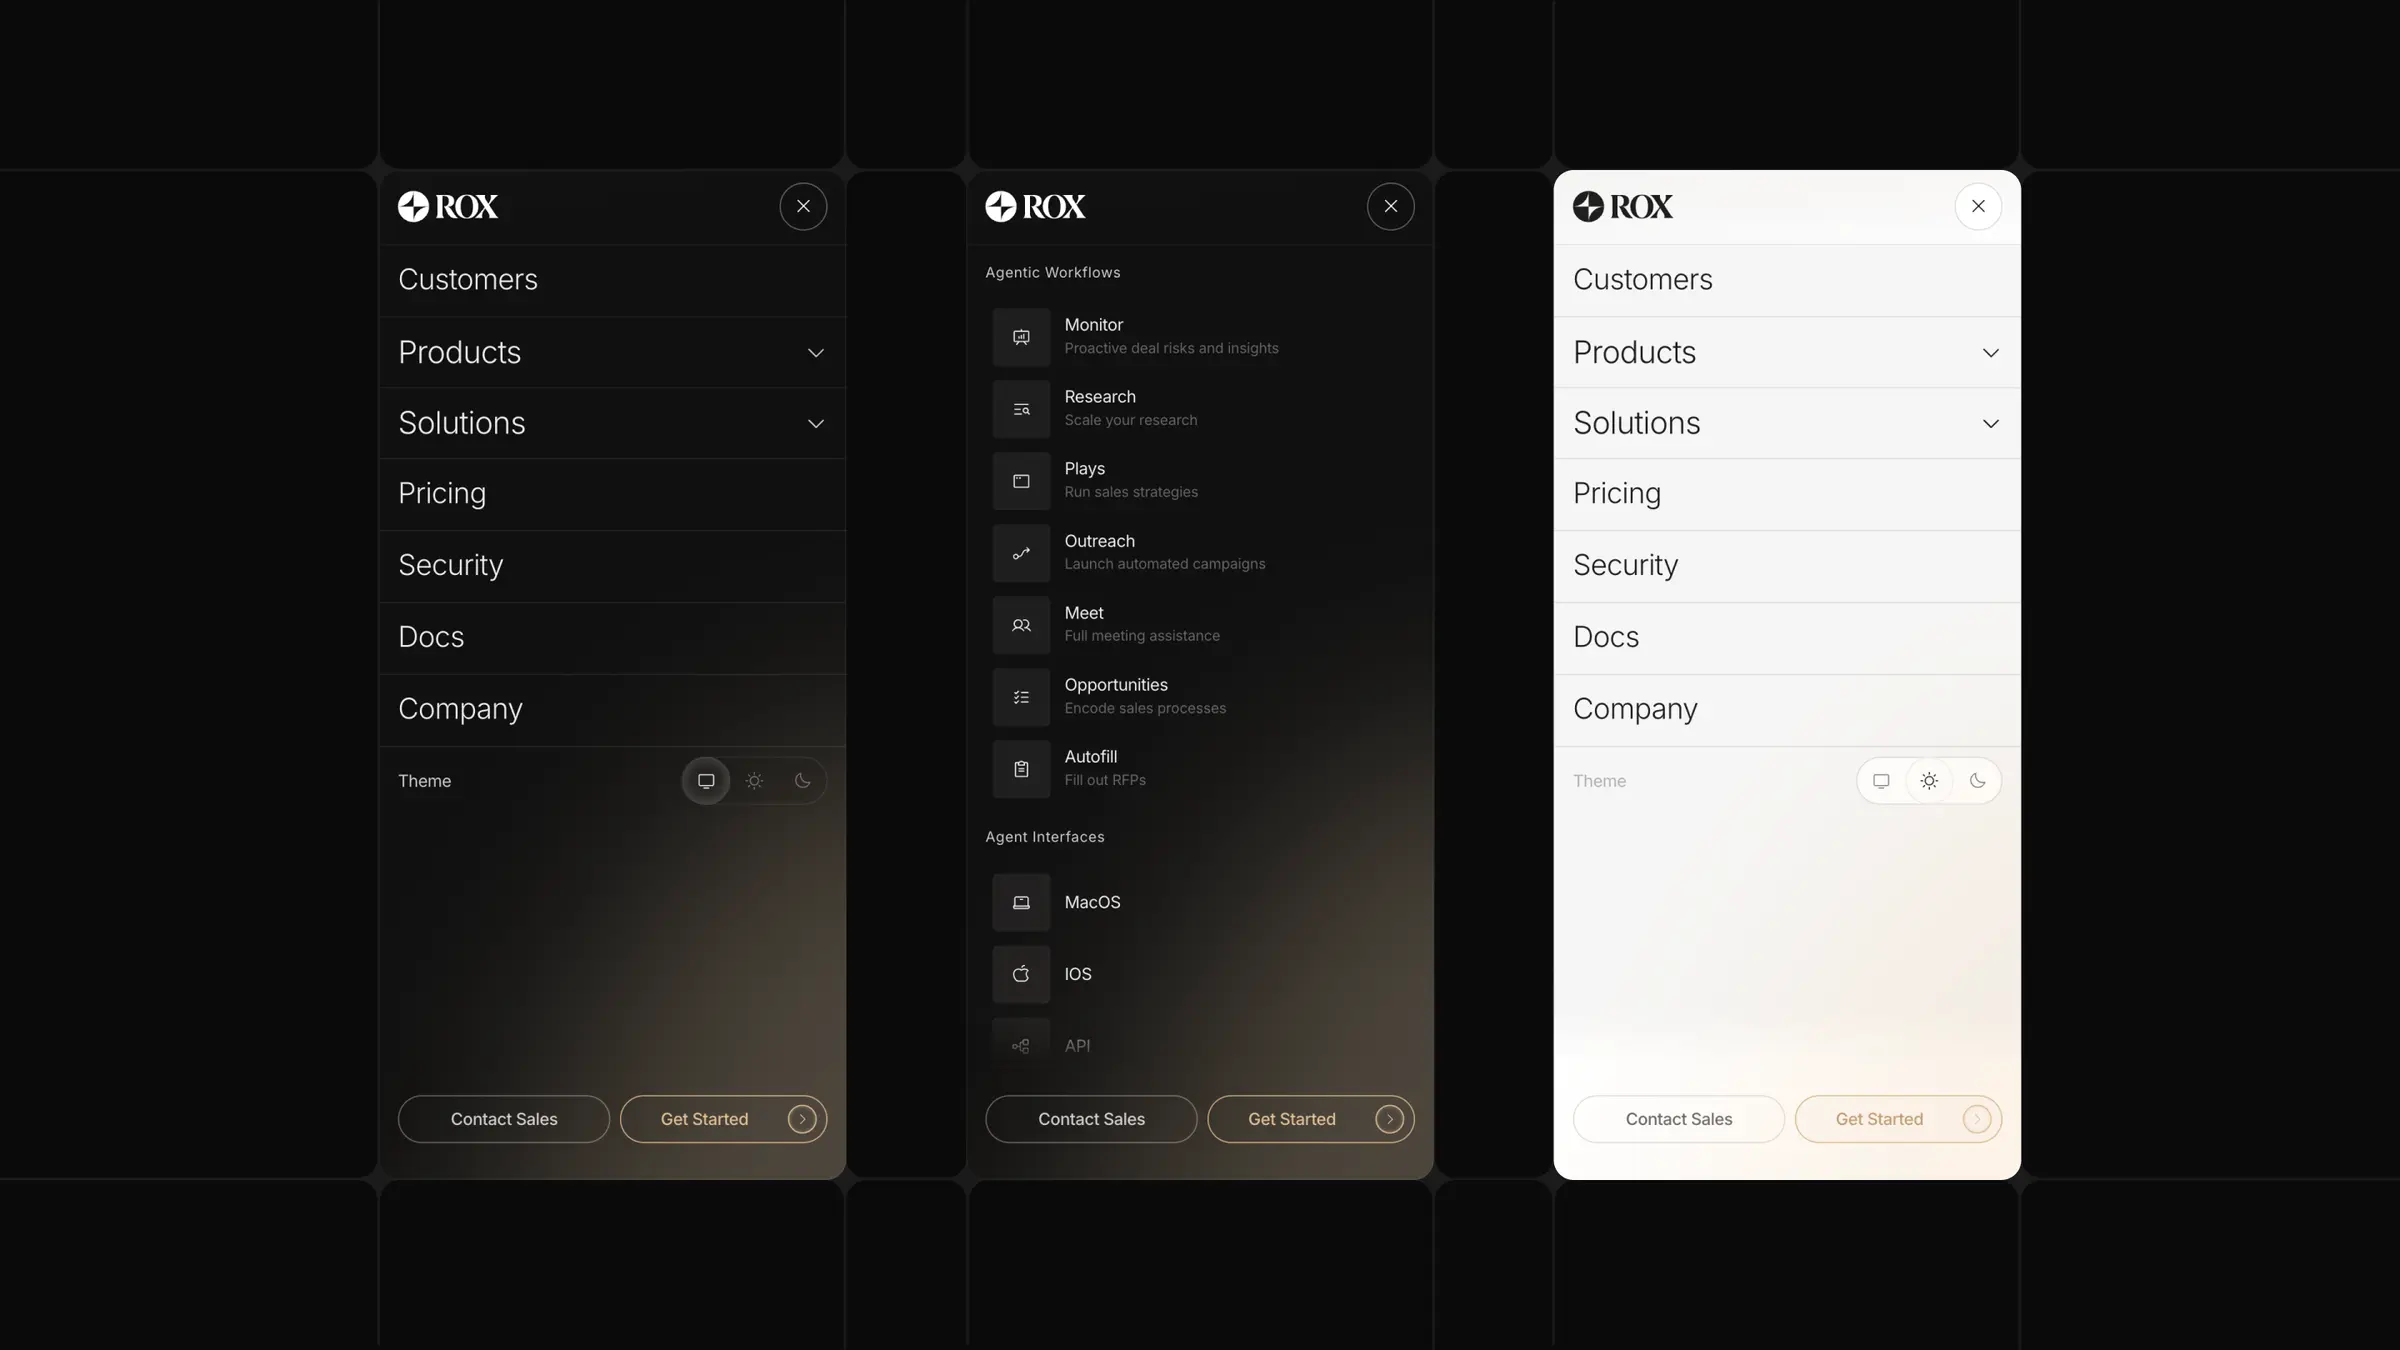 ROX
Customers
Products
Solutions
Pricing
Security
Docs
Company
Theme
Contact Sales
Get Started
ROX
Agentic Workflows
Monitor
Proactive deal risks and insights
Research
Scale your research
Plays
Run sales strategies
Outreach
Launch automated campaigns
Meet
Full meeting assistance
Opportunities
Encode sales processes
Autofill
Fill out RFPs
Agent Interfaces
MacOS
IOS
API
Contact Sales
Get Started
ROX
Customers
Products
Solutions
Pricing
Security
Docs
Company
Theme
Contact Sales
Get Started